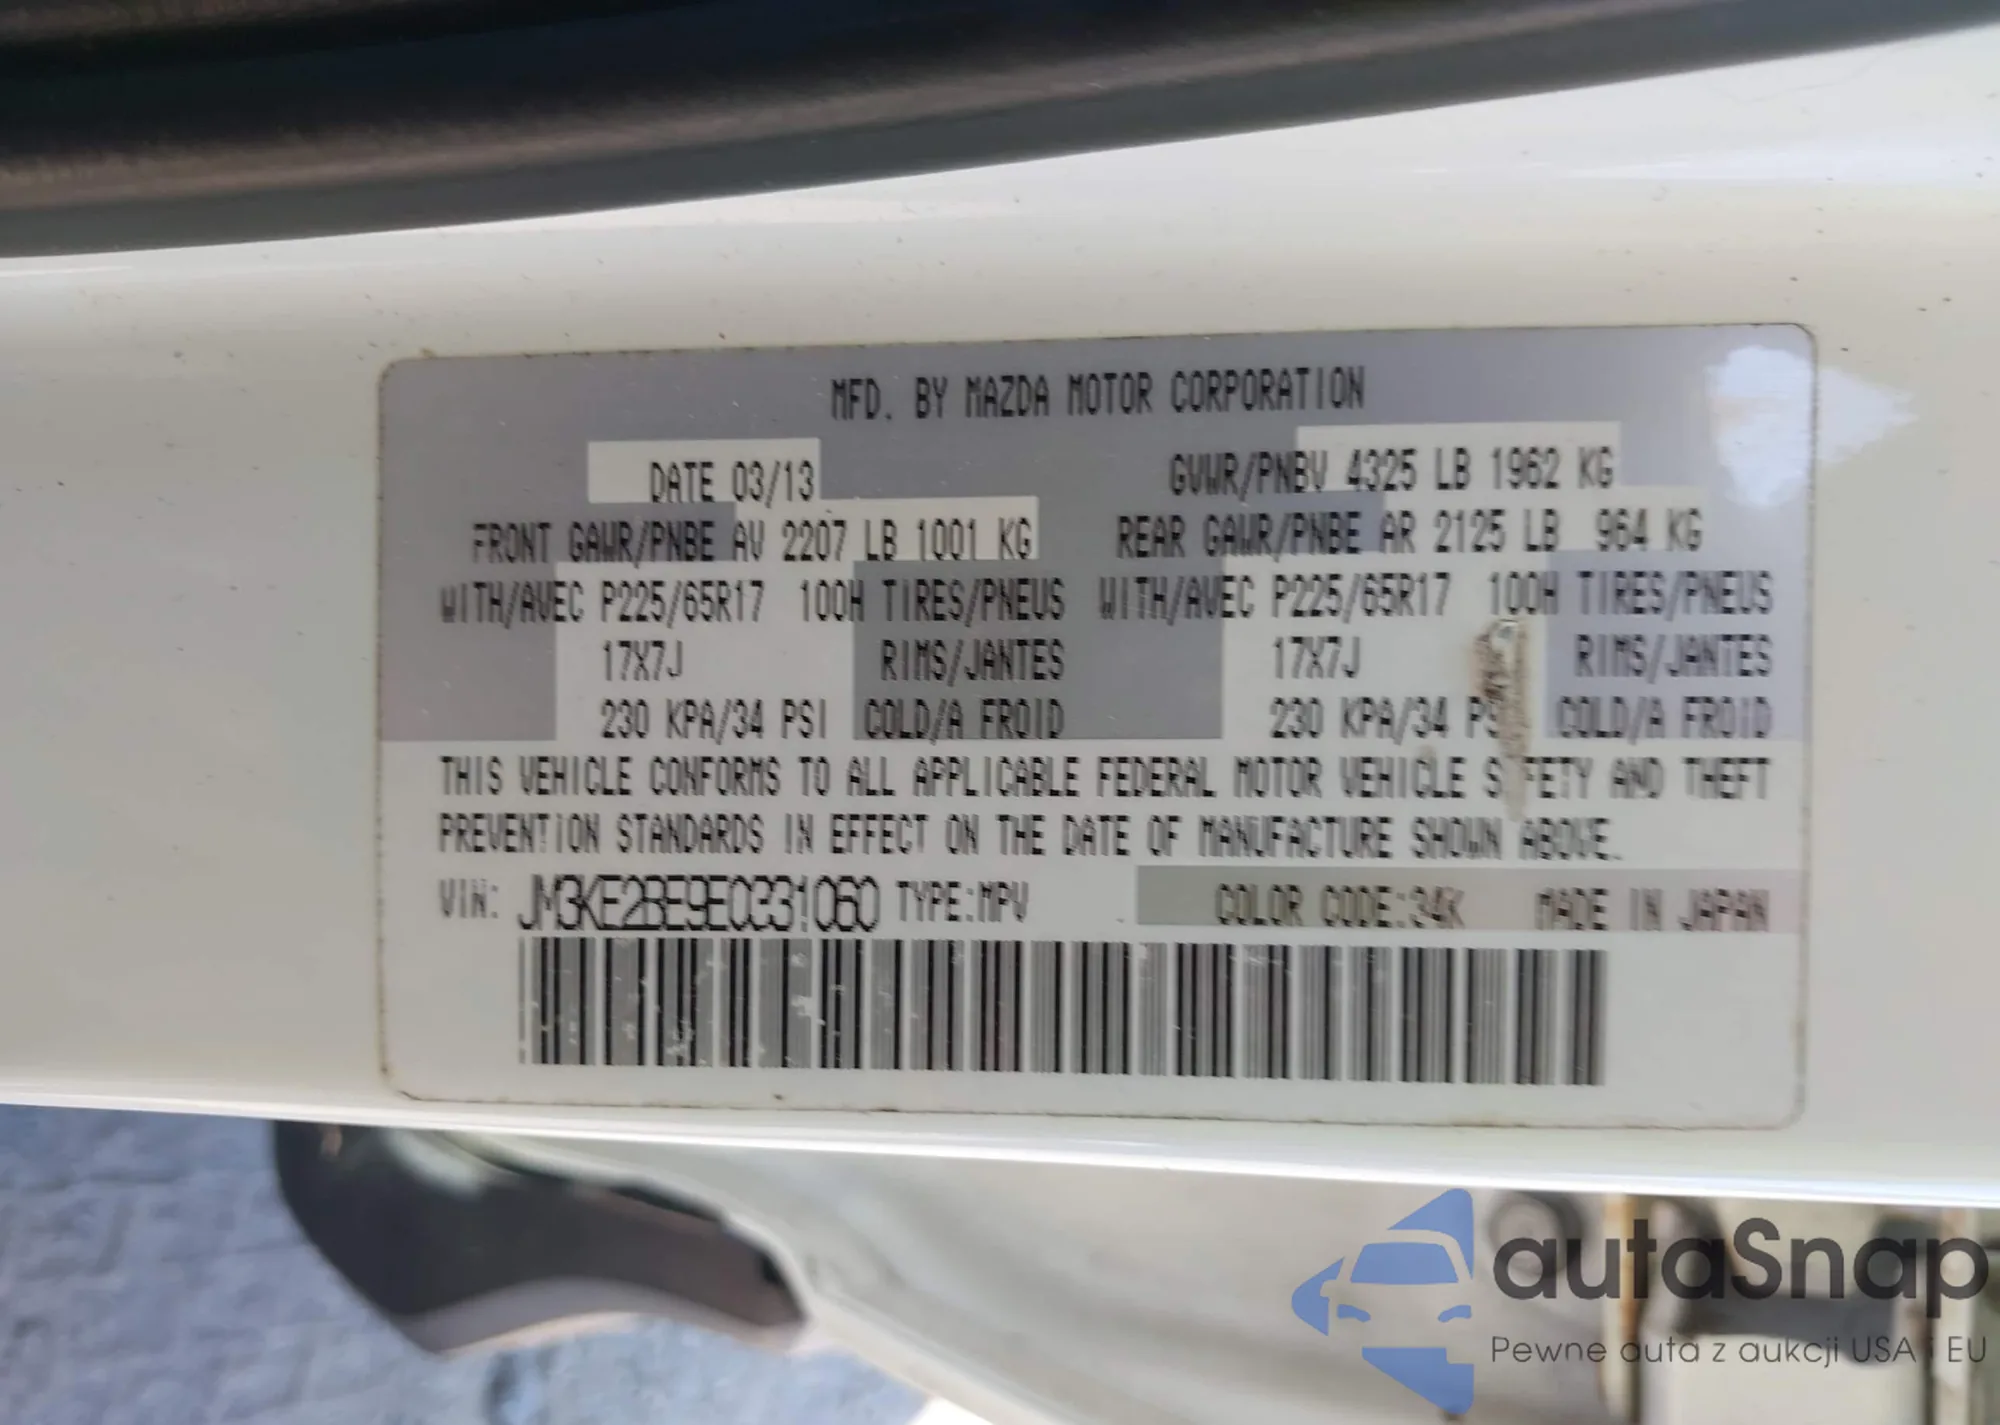 MFD. BY MAZDA MOTOR CORPORATION
DATE 03/13 GVWR/PNBV 4325 LB 1962 KG
FRONT GAWR/PNBE AV 2207 LB 1001 KG REAR GAWR/PNBE AR 2125 LB 964 KG
WITH/AVEC P225/65R17 100H TIRES/PNEUS WITH/AVEC P225/65R17 100H TIRES/PNEUS
17X7J RIMS/JANTES 17X7J RIMS/JANTES
230 KPA/34 PSI COLD/A FROID 230 KPA/34 PSI COLD/A FROID
THIS VEHICLE CONFORMS TO ALL APPLICABLE FEDERAL MOTOR VEHICLE SAFETY AND THEFT
PREVENTION STANDARDS IN EFFECT ON THE DATE OF MANUFACTURE SHOWN ABOVE.
VIN: JM3KE2BE9E0331060 TYPE:MPV COLOR CODE:34K MADE IN JAPAN
autaSnap
Pewne auta z aukcji USA i EU